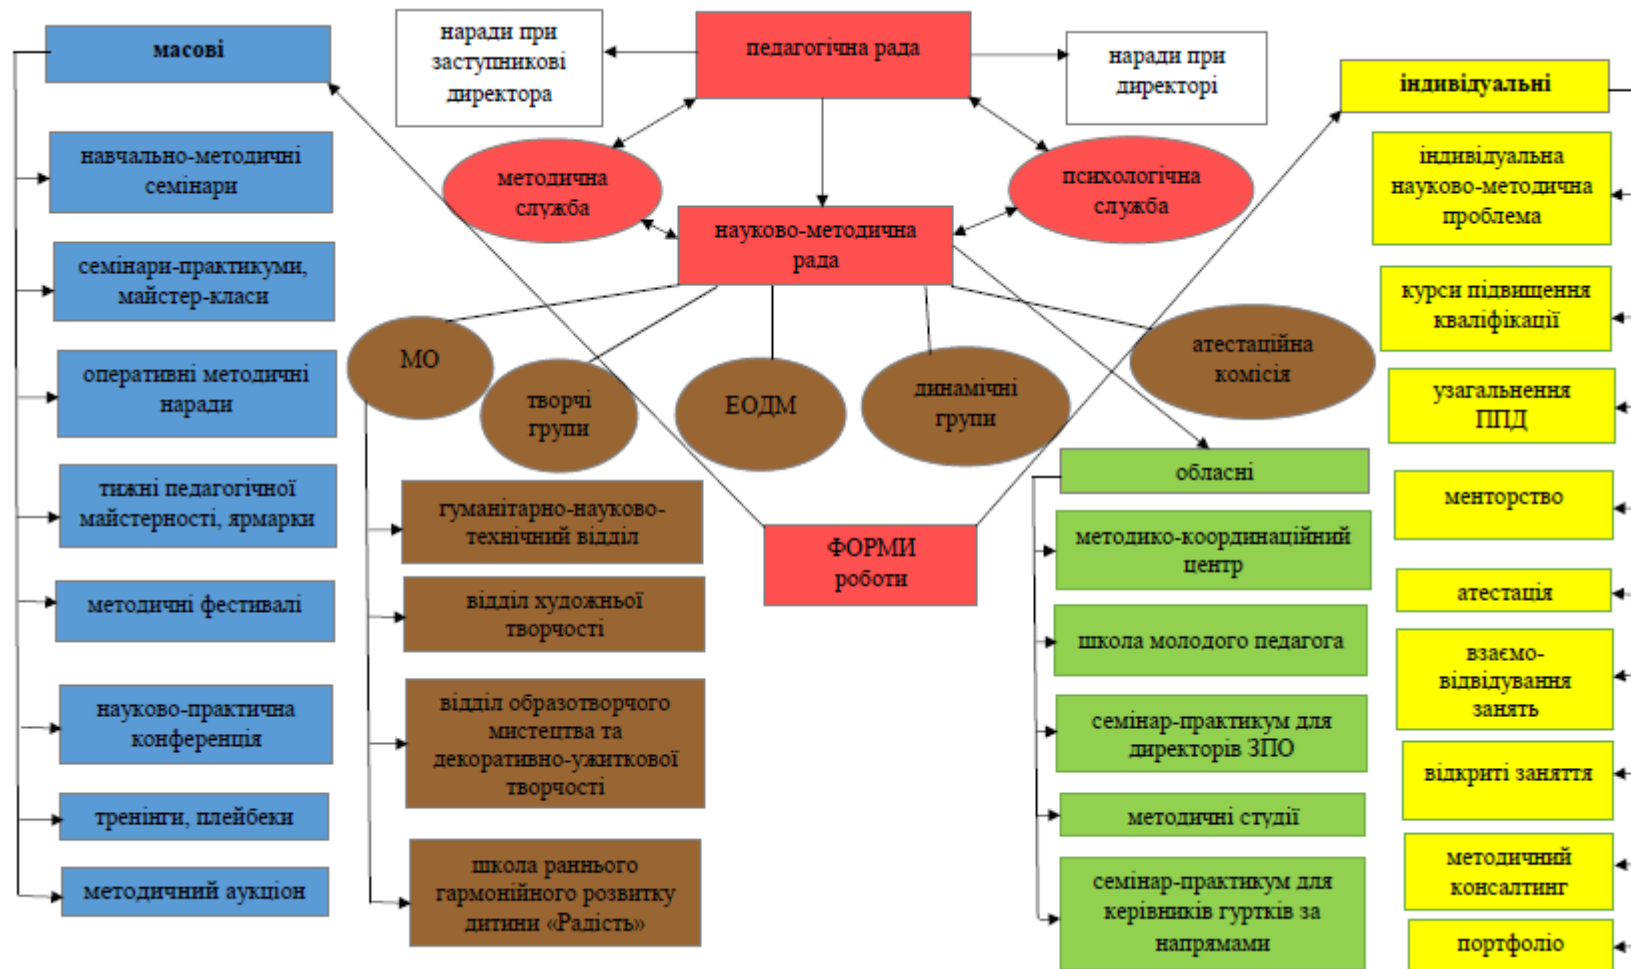 масові
навчально-методичні
семінари
семінари-практикуми,
майстер-класи
оперативні методичні
наради
тижні педагогічної
майстерності, ярмарки
методичні фестивалі
науково-практична
конференція
тренінги, плейбеки
методичний аукціон
наради при
заступникові
директора
педагогічна рада
наради при
директорі
методична
служба
психологічна
служба
науково-методична
рада
МО
творчі
групи
ЕОДМ
динамічні
групи
атестаційна
комісія
гуманітарно-науково-
технічний відділ
відділ художньої
творчості
відділ образотворчого
мистецтва та
декоративно-ужиткової
творчості
школа раннього
гармонійного розвитку
дитини «Радість»
ФОРМИ
роботи
обласні
методико-координаційний
центр
школа молодого педагога
семінар-практикум для
директорів ЗПО
методичні студії
семінар-практикум для
керівників гуртків за
напрямами
індивідуальні
індивідуальна
науково-методична
проблема
курси підвищення
кваліфікації
узагальнення
ППД
менторство
атестація
взаємо-
відвідування
занять
відкриті заняття
методичний
консалтинг
портфоліо